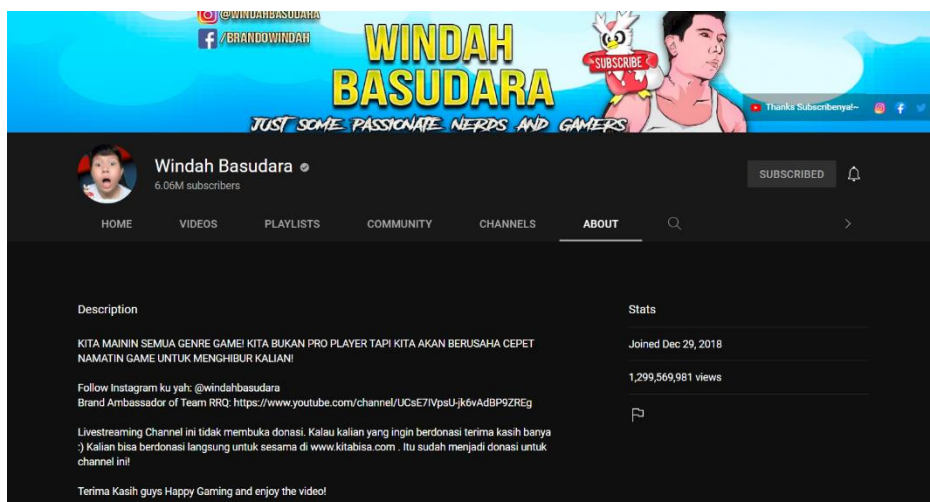 @WINDAHBASUDARA
/BRANDOWINDAH
WINDAH
BASUDARA
SUBSCRIBE
JUST SOME PASSIONATE NERDS AND GAMERS
Thanks Subscribenya!~
Windah Basudara
6.06M subscribers
SUBSCRIBED
HOME VIDEOS PLAYLISTS COMMUNITY CHANNELS ABOUT
Description
KITA MAININ SEMUA GENRE GAME! KITA BUKAN PRO PLAYER TAPI KITA AKAN BERUSAHA CEPET
NAMATIN GAME UNTUK MENGHIBUR KALIAN!
Follow Instagram ku yah: @windahbasudara
Brand Ambassador of Team RRQ: https://www.youtube.com/channel/UCsE7IVpsU-jk6vAdBP9ZREg
Livestreaming Channel ini tidak membuka donasi. Kalau kalian yang ingin berdonasi terima kasih banya
:) Kalian bisa berdonasi langsung untuk sesama di www.kitabisa.com . Itu sudah menjadi donasi untuk
channel ini!
Terima Kasih guys Happy Gaming and enjoy the video!
Stats
Joined Dec 29, 2018
1,299,569,981 views